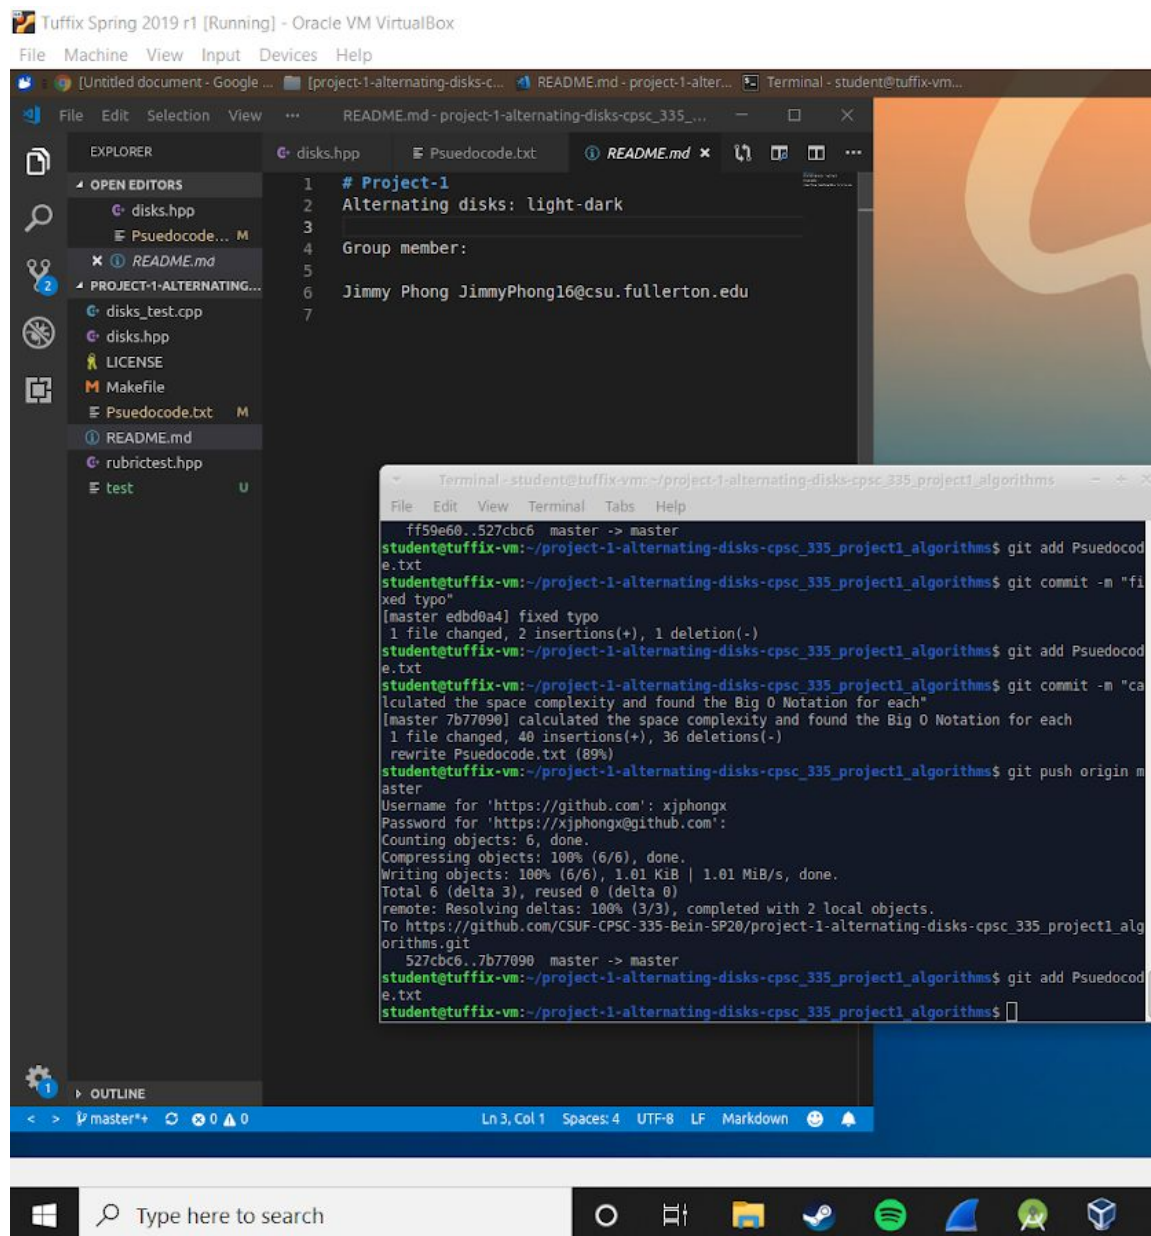 Tuffix Spring 2019 r1 [Running] - Oracle VM VirtualBox
File Machine View Input Devices Help
[Untitled document - Google ... [project-1-alternating-disks-c... README.md - project-1-alter... Terminal - student@tuffix-vm...
File Edit Selection View ... README.md - project-1-alternating-disks-cpsc_335_...
EXPLORER
disks.hpp Psuedocode.txt README.md
OPEN EDITORS
disks.hpp
Psuedocode... M
README.md
2
PROJECT-1-ALTERNATING...
disks_test.cpp
disks.hpp
LICENSE
M Makefile
Psuedocode.txt M
README.md
rubrictest.hpp
test U
1 # Project-1
2 Alternating disks: light-dark
3
4 Group member:
5
6 Jimmy Phong JimmyPhong16@csu.fullerton.edu
7
Terminal - student@tuffix-vm: ~/project-1-alternating-disks-cpsc_335_project1_algorithms
File Edit View Terminal Tabs Help
ff59e60..527cbc6 master -> master
student@tuffix-vm:~/project-1-alternating-disks-cpsc_335_project1_algorithms$ git add Psuedocod
e.txt
student@tuffix-vm:~/project-1-alternating-disks-cpsc_335_project1_algorithms$ git commit -m "fi
xed typo"
[master edbd0a4] fixed typo
1 file changed, 2 insertions(+), 1 deletion(-)
student@tuffix-vm:~/project-1-alternating-disks-cpsc_335_project1_algorithms$ git add Psuedocod
e.txt
student@tuffix-vm:~/project-1-alternating-disks-cpsc_335_project1_algorithms$ git commit -m "ca
lculated the space complexity and found the Big O Notation for each"
[master 7b77090] calculated the space complexity and found the Big O Notation for each
1 file changed, 40 insertions(+), 36 deletions(-)
rewrite Psuedocode.txt (89%)
student@tuffix-vm:~/project-1-alternating-disks-cpsc_335_project1_algorithms$ git push origin m
aster
Username for 'https://github.com': xjphongx
Password for 'https://xjphongx@github.com':
Counting objects: 6, done.
Compressing objects: 100% (6/6), done.
Writing objects: 100% (6/6), 1.01 KiB | 1.01 MiB/s, done.
Total 6 (delta 3), reused 0 (delta 0)
remote: Resolving deltas: 100% (3/3), completed with 2 local objects.
To https://github.com/CSUF-CPSC-335-Bein-SP20/project-1-alternating-disks-cpsc_335_project1_alg
orithms.git
527cbc6..7b77090 master -> master
student@tuffix-vm:~/project-1-alternating-disks-cpsc_335_project1_algorithms$ git add Psuedocod
e.txt
student@tuffix-vm:~/project-1-alternating-disks-cpsc_335_project1_algorithms$
1
OUTLINE
master*+ 0 0 Ln 3, Col 1 Spaces: 4 UTF-8 LF Markdown
Type here to search